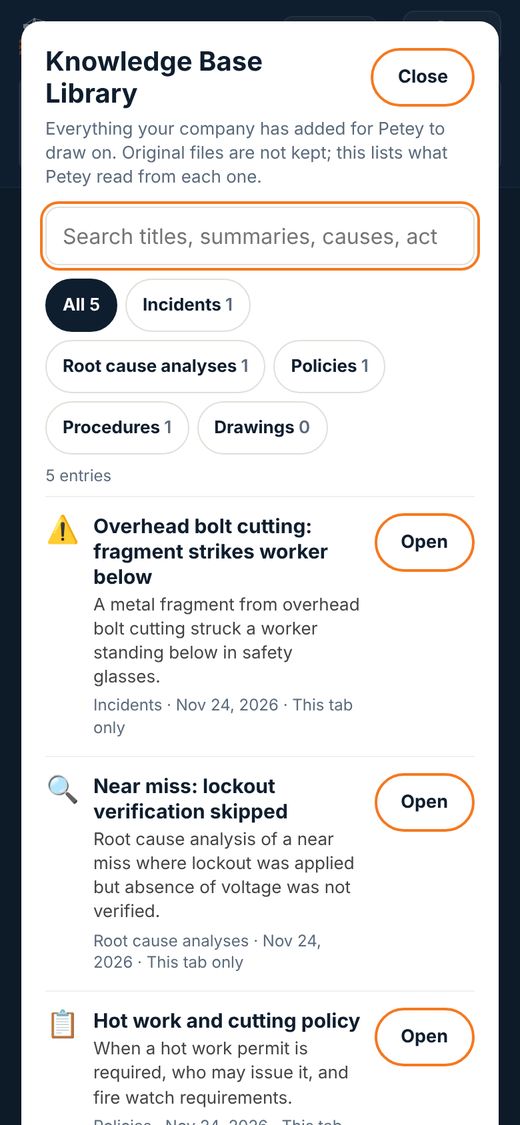 Knowledge Base
Library
Close
Everything your company has added for Petey to
draw on. Original files are not kept; this lists what
Petey read from each one.
Search titles, summaries, causes, act
All 5
Incidents 1
Root cause analyses 1
Policies 1
Procedures 1
Drawings 0
5 entries
Overhead bolt cutting:
fragment strikes worker
below
Open
A metal fragment from overhead
bolt cutting struck a worker
standing below in safety
glasses.
Incidents · Nov 24, 2026 · This tab
only
Near miss: lockout
verification skipped
Open
Root cause analysis of a near
miss where lockout was applied
but absence of voltage was not
verified.
Root cause analyses · Nov 24,
2026 · This tab only
Hot work and cutting policy
Open
When a hot work permit is
required, who may issue it, and
fire watch requirements.
Policies · Nov 24, 2026 · This tab